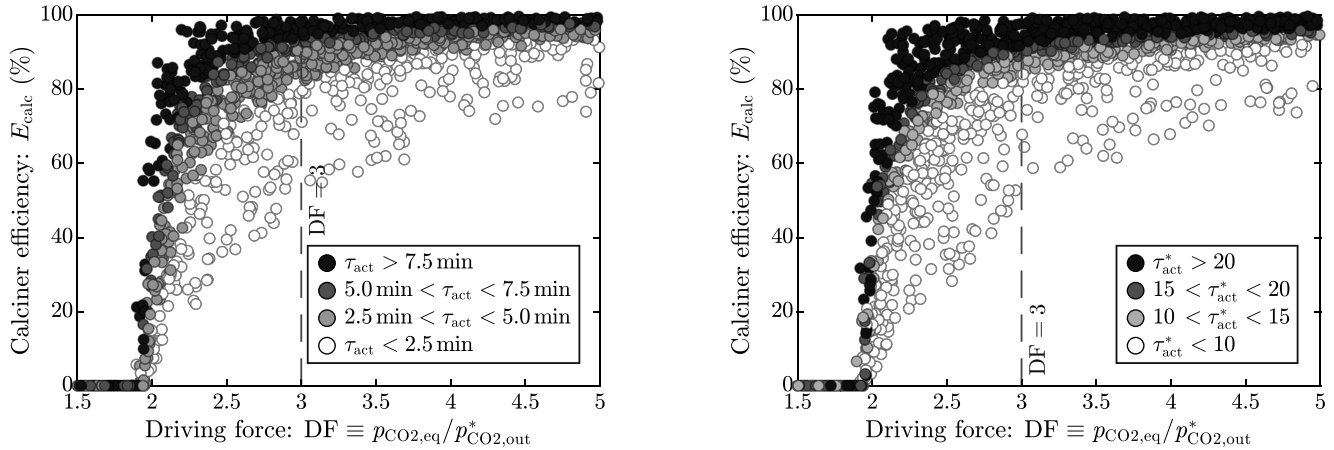 Calciner efficiency: E_calc (%)
100
80
60
40
20
0
DF = 3
τ_act > 7.5 min
5.0 min < τ_act < 7.5 min
2.5 min < τ_act < 5.0 min
τ_act < 2.5 min
1.5 2 2.5 3 3.5 4 4.5 5
Driving force: DF ≡ p_CO2,eq/p*_CO2,out
Calciner efficiency: E_calc (%)
100
80
60
40
20
0
τ*_act > 20
15 < τ*_act < 20
10 < τ*_act < 15
τ*_act < 10
DF = 3
1.5 2 2.5 3 3.5 4 4.5 5
Driving force: DF ≡ p_CO2,eq/p*_CO2,out